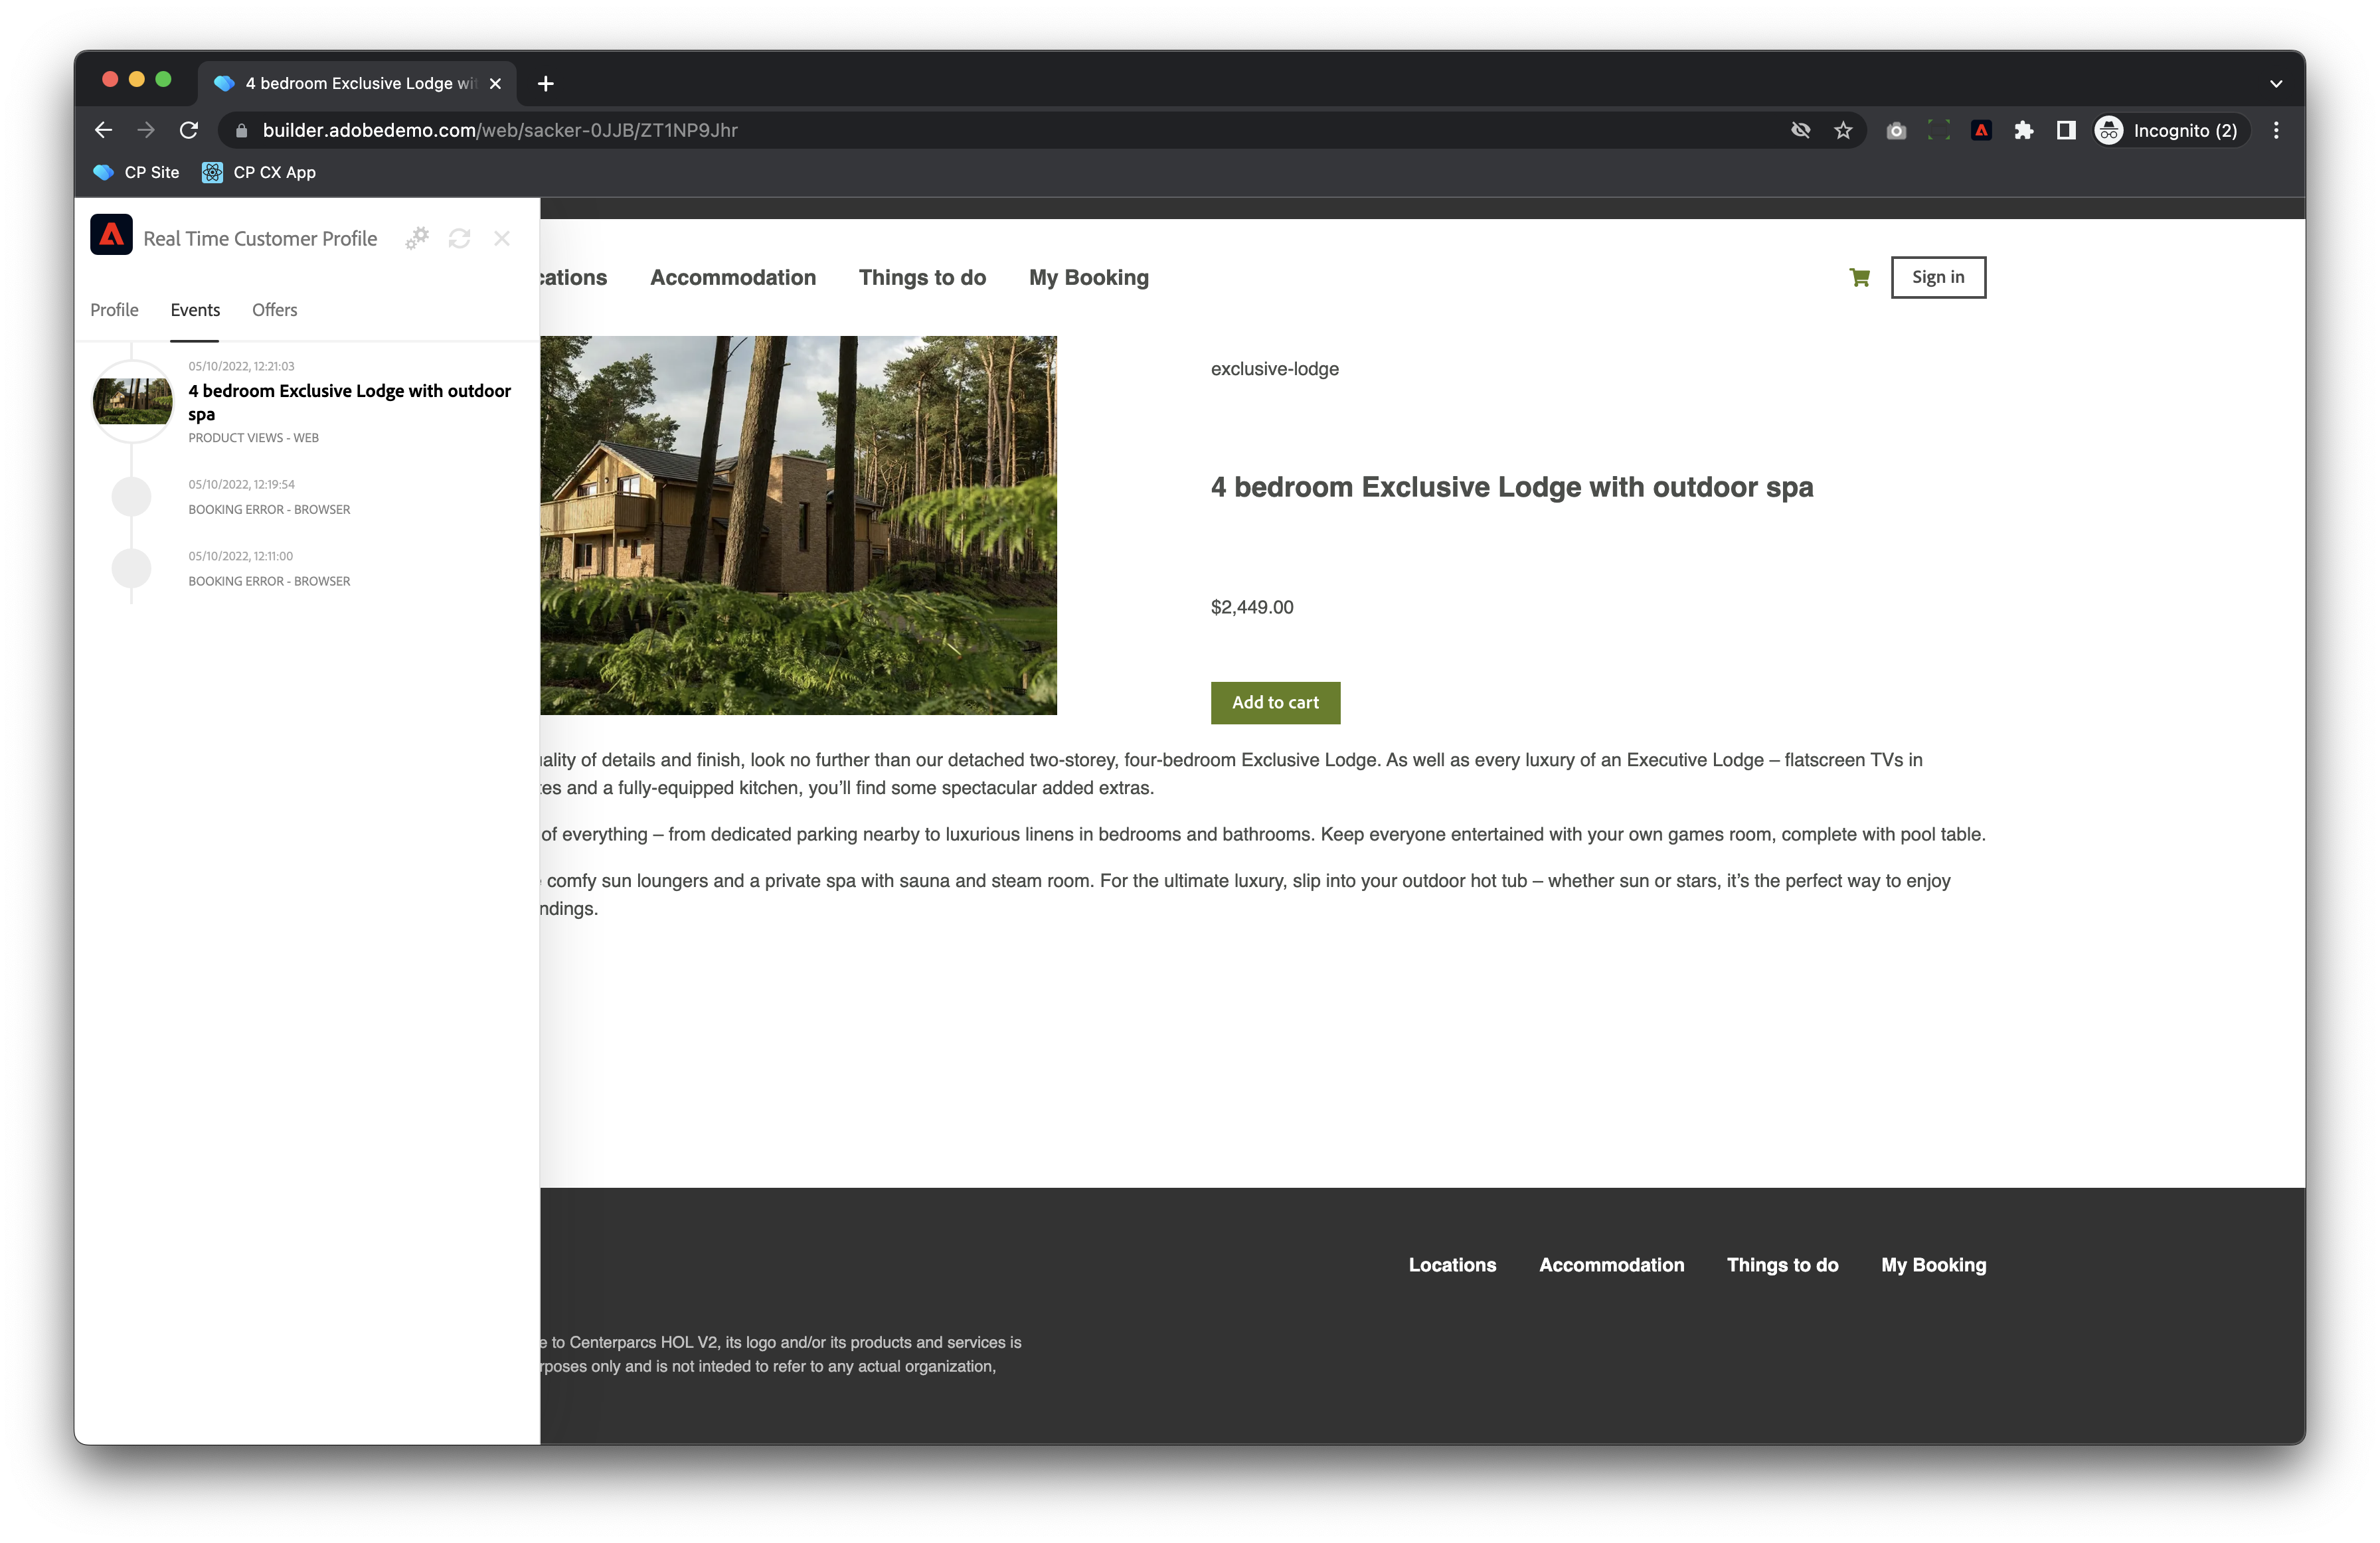 4 bedroom Exclusive Lodge wit
builder.adobedemo.com/web/sacker-0JJB/ZT1NP9Jhr
Incognito (2)
CP Site
CP CX App
Real Time Customer Profile
Profile
Events
Offers
05/10/2022, 12:21:03
4 bedroom Exclusive Lodge with outdoor
spa
PRODUCT VIEWS - WEB
05/10/2022, 12:19:54
BOOKING ERROR - BROWSER
05/10/2022, 12:11:00
BOOKING ERROR - BROWSER
cations
Accommodation
Things to do
My Booking
Sign in
exclusive-lodge
4 bedroom Exclusive Lodge with outdoor spa
$2,449.00
Add to cart
ality of details and finish, look no further than our detached two-storey, four-bedroom Exclusive Lodge. As well as every luxury of an Executive Lodge – flatscreen TVs in
tes and a fully-equipped kitchen, you’ll find some spectacular added extras.
of everything – from dedicated parking nearby to luxurious linens in bedrooms and bathrooms. Keep everyone entertained with your own games room, complete with pool table.
comfy sun loungers and a private spa with sauna and steam room. For the ultimate luxury, slip into your outdoor hot tub – whether sun or stars, it’s the perfect way to enjoy
ndings.
Locations
Accommodation
Things to do
My Booking
e to Centerparcs HOL V2, its logo and/or its products and services is
rposes only and is not inteded to refer to any actual organization,